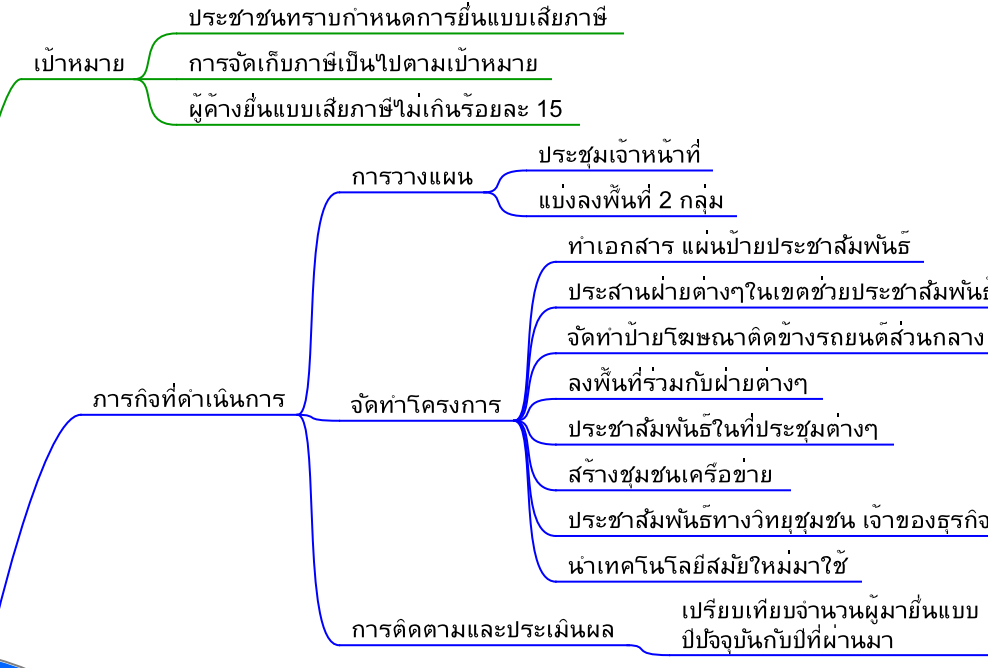 ประชาชนทราบกำหนดการยื่นแบบเสียภาษี
เป้าหมาย
การจัดเก็บภาษีเป็นไปตามเป้าหมาย
ผู้ค้างยื่นแบบเสียภาษีไม่เกินร้อยละ 15
ประชุมเจ้าหน้าที่
การวางแผน
แบ่งลงพื้นที่ 2 กลุ่ม
ทำเอกสาร แผ่นป้ายประชาสัมพันธ์
ประสานฝ่ายต่างๆในเขตช่วยประชาสัมพันธ์
จัดทำป้ายโฆษณาติดข้างรถยนต์ส่วนกลาง
ลงพื้นที่ร่วมกับฝ่ายต่างๆ
ภารกิจที่ดำเนินการ
จัดทำโครงการ
ประชาสัมพันธ์ในที่ประชุมต่างๆ
สร้างชุมชนเครือข่าย
ประชาสัมพันธ์ทางวิทยุชุมชน เจ้าของธุรกิจ
นำเทคโนโลยีสมัยใหม่มาใช้
การติดตามและประเมินผล
เปรียบเทียบจำนวนผู้มายื่นแบบ
ปีปัจจุบันกับปีที่ผ่านมา